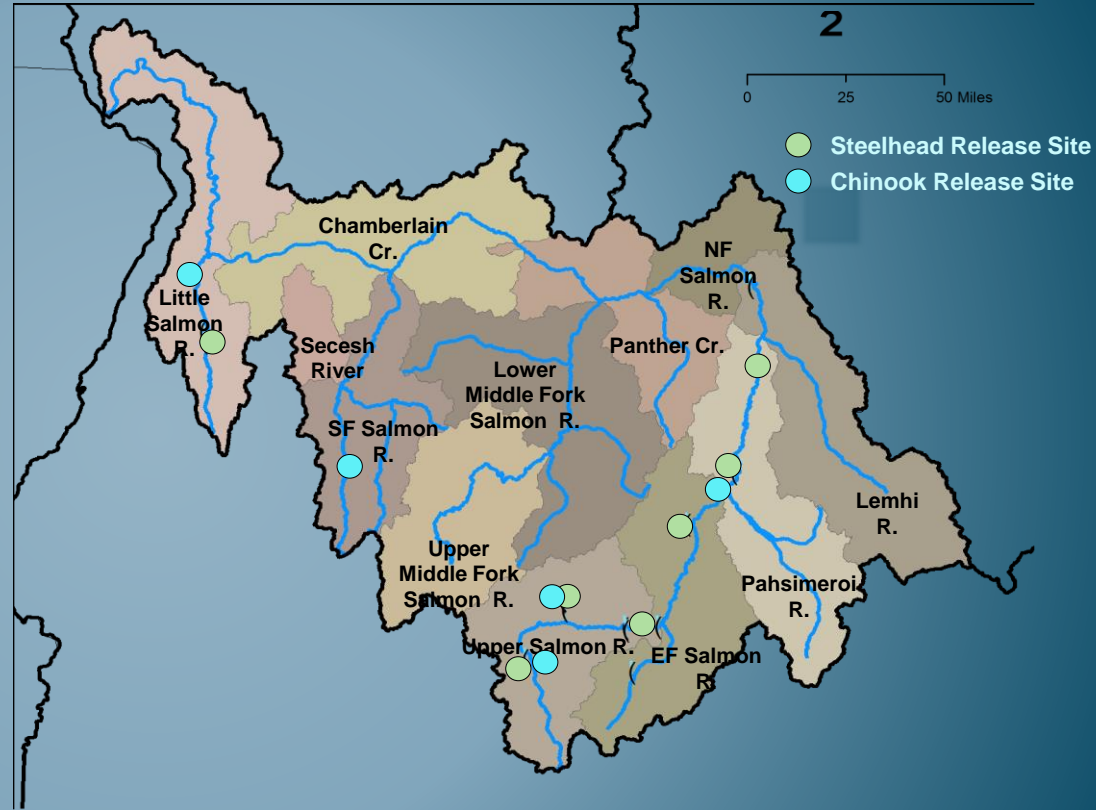 2
0 25 50 Miles
Steelhead Release Site
Chinook Release Site
Chamberlain
Cr.
NF
Salmon
R.
Little
Salmon
R.
Secesh
River
Panther Cr.
Lower
Middle Fork
Salmon R.
SF Salmon
R.
Lemhi
R.
Upper
Middle Fork
Salmon R.
Pahsimeroi
R.
Upper Salmon R.
EF Salmon
R.